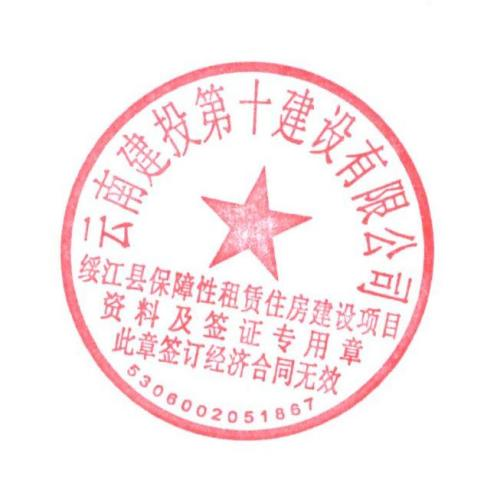 云南建投第十建设有限公司
绥江县保障性租赁住房建设项目
资料及签证专用章
此章签订经济合同无效
5306002051867